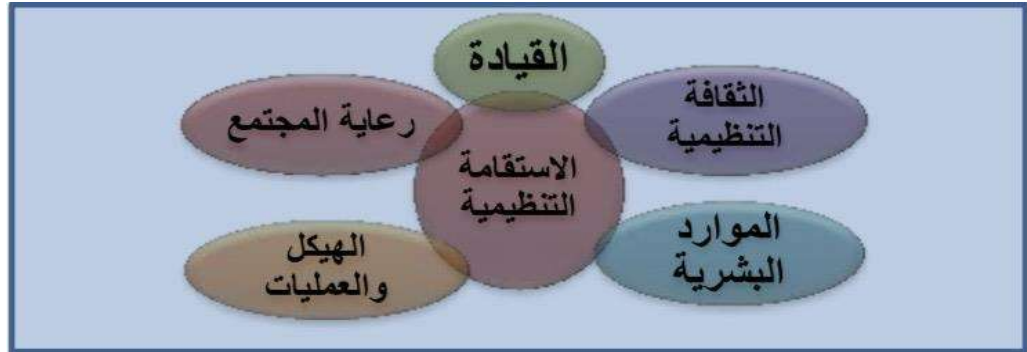 القيادة
الثقافة
التنظيمية
رعاية المجتمع
الاستقامة
التنظيمية
الموارد
البشرية
الهيكل
والعمليات